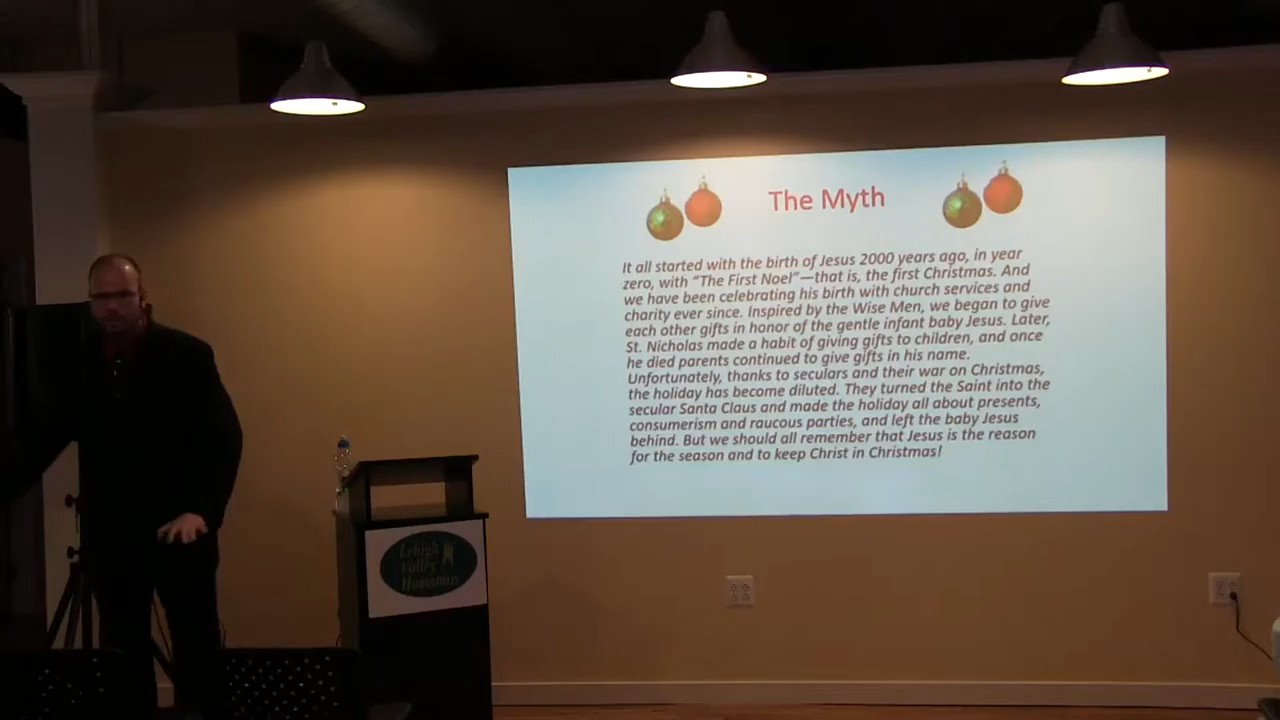 The Myth
It all started with the birth of Jesus 2000 years ago, in year
zero, with “The First Noel”—that is, the first Christmas. And
we have been celebrating his birth with church services and
charity ever since. Inspired by the Wise Men, we began to give
each other gifts in honor of the gentle infant baby Jesus. Later,
St. Nicholas made a habit of giving gifts to children, and once
he died parents continued to give gifts in his name.
Unfortunately, thanks to seculars and their war on Christmas,
the holiday has become diluted. They turned the Saint into the
secular Santa Claus and made the holiday all about presents,
consumerism and raucous parties, and left the baby Jesus
behind. But we should all remember that Jesus is the reason
for the season and to keep Christ in Christmas!
Lehigh
Valley
Humanists